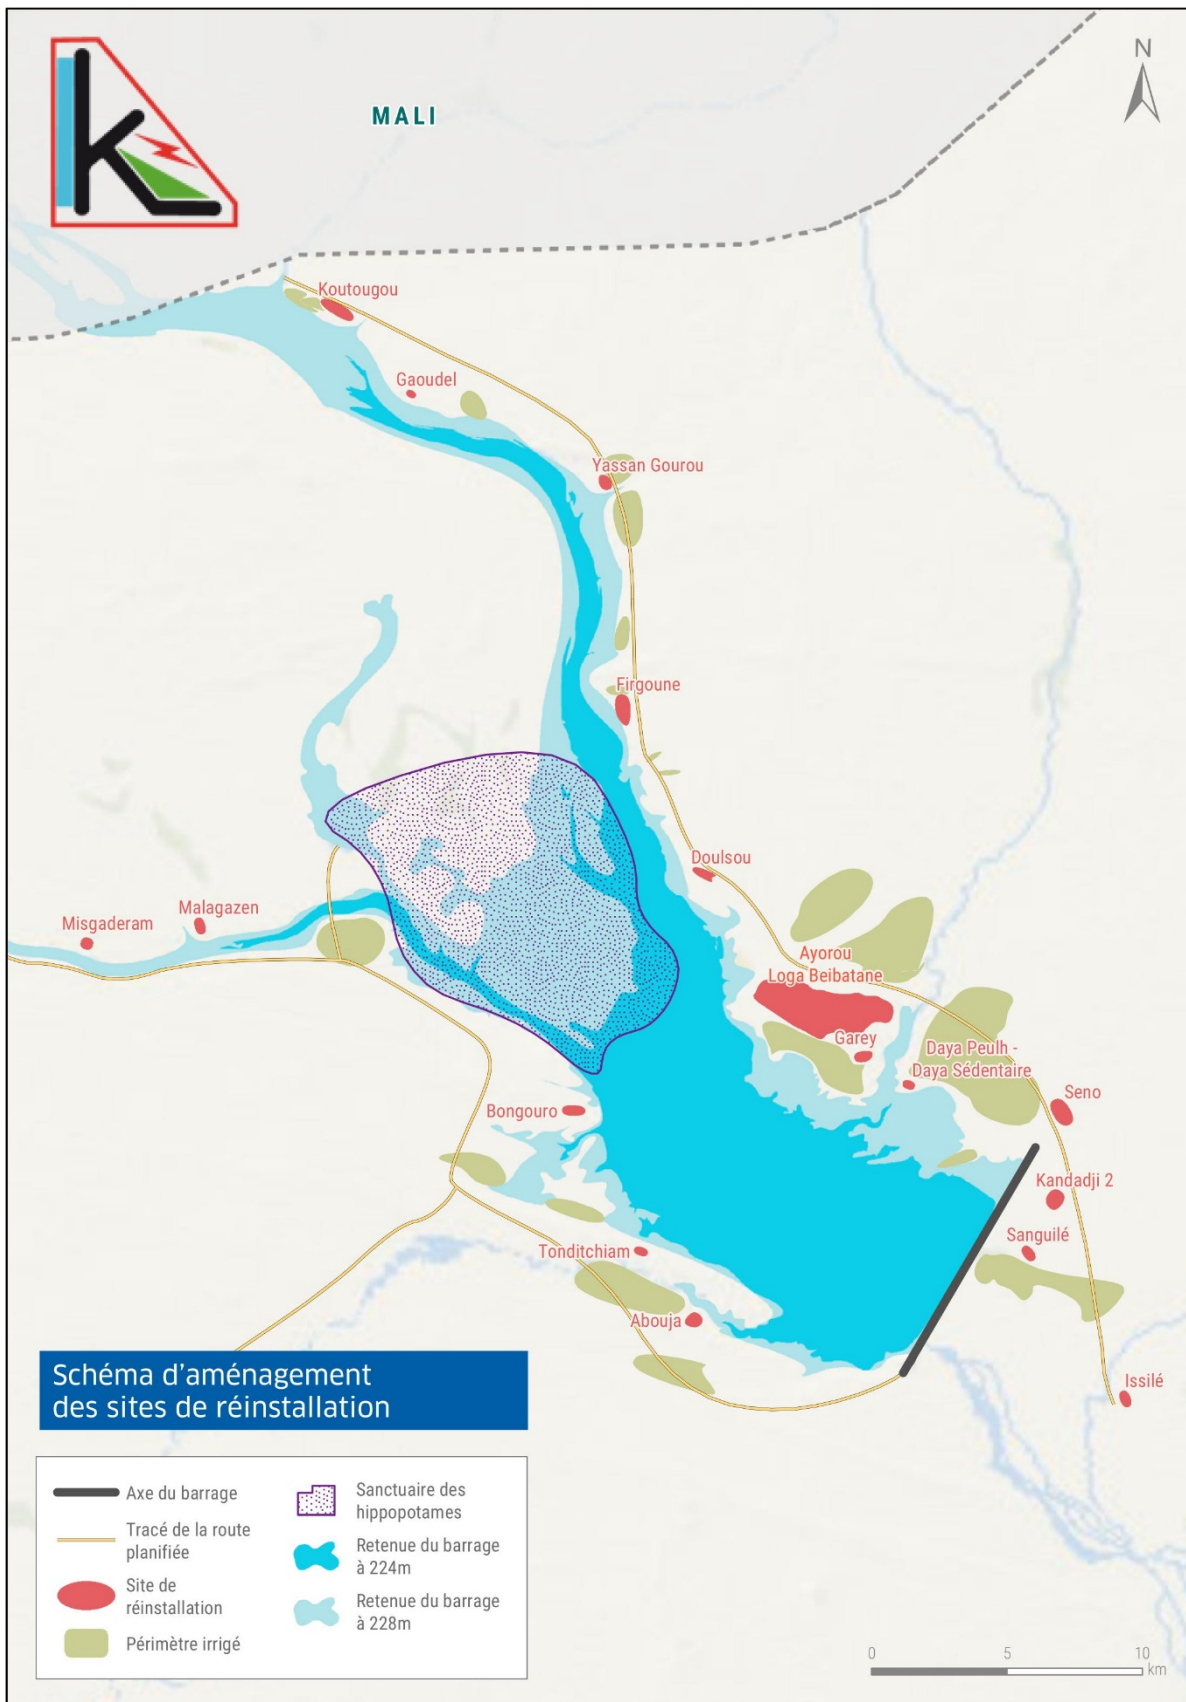 N
MALI
Koutougou
Gaoudel
Yassan Gourou
Firgoune
Doulsou
Malagazen
Misgaderam
Ayorou
Loga Beibatane
Garey
Daya Peulh -
Daya Sédentaire
Seno
Bongouro
Kandadji 2
Sanguilé
Tonditchiam
Abouja
Issilé
Schéma d'aménagement
des sites de réinstallation
Axe du barrage
Tracé de la route
planifiée
Site de
réinstallation
Périmètre irrigé
Sanctuaire des
hippopotames
Retenue du barrage
à 224m
Retenue du barrage
à 228m
0 5 10
km